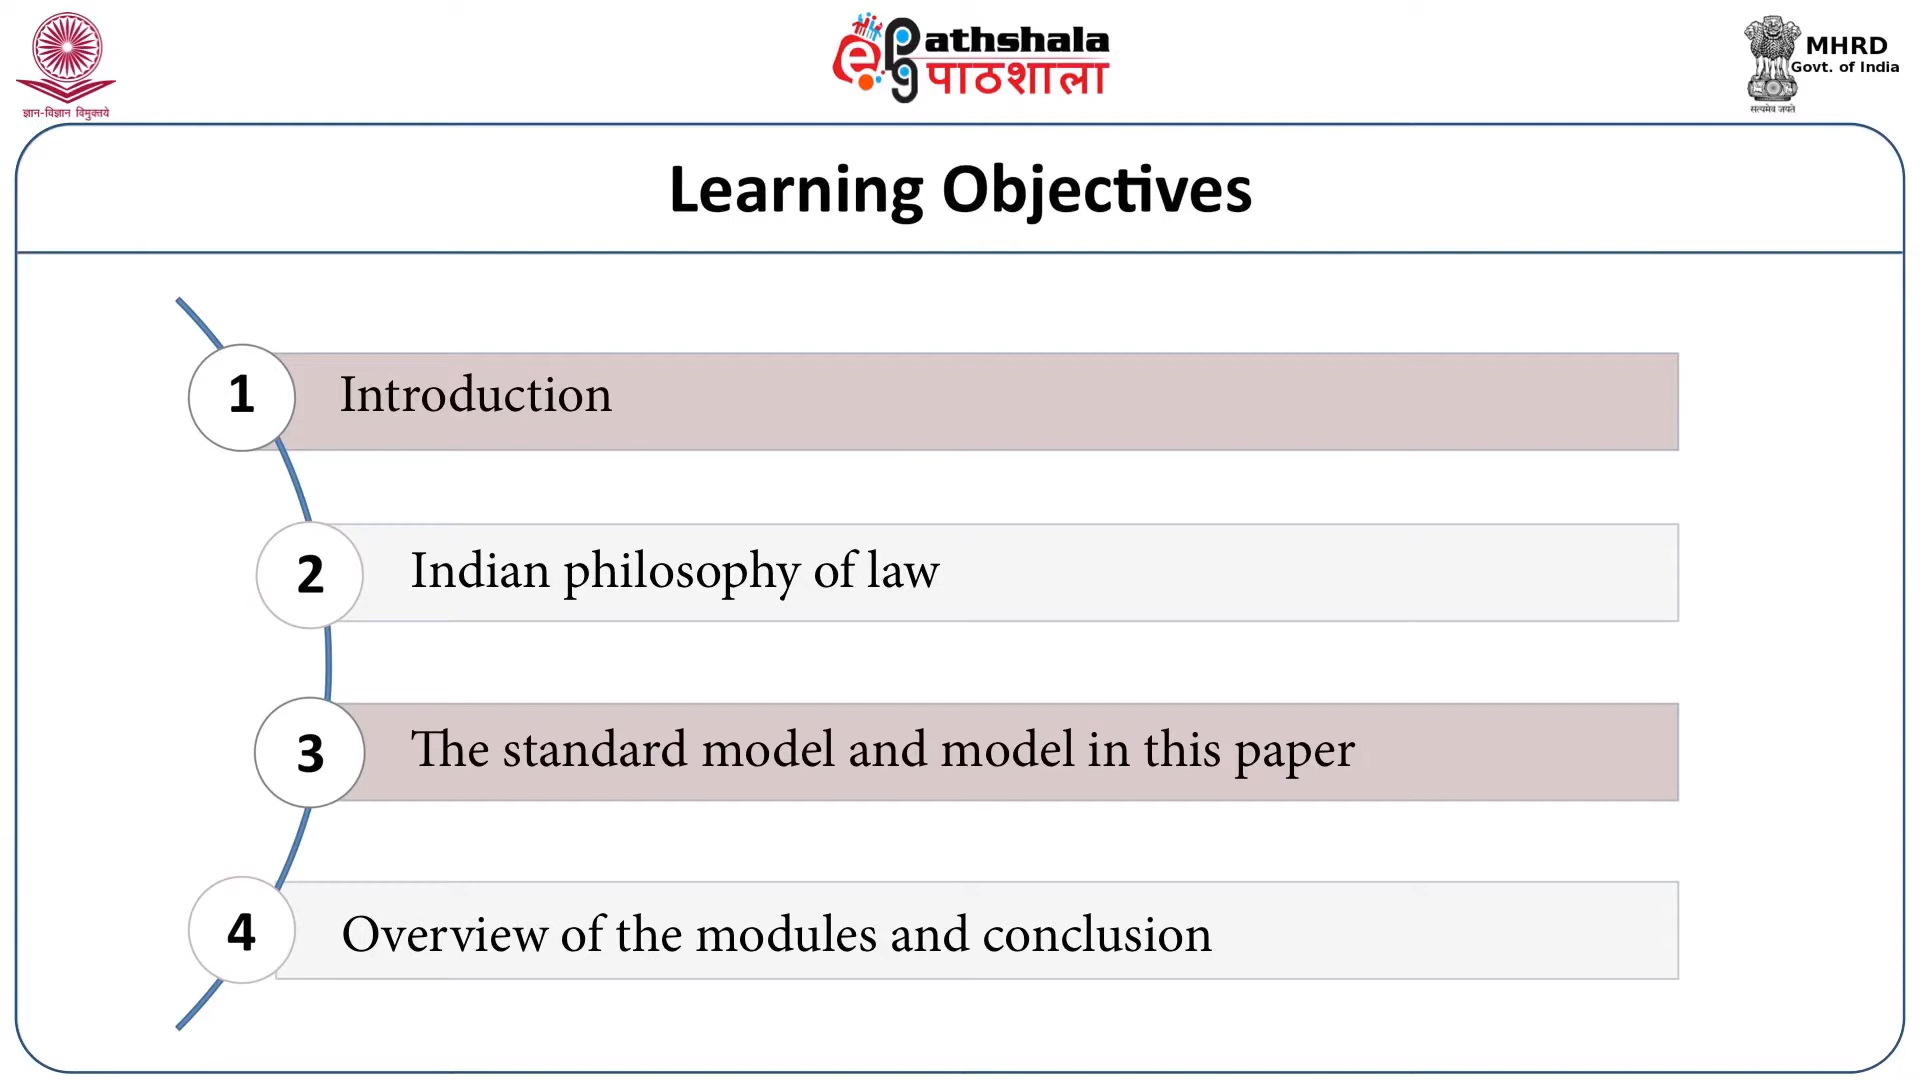 ज्ञान-विज्ञान विमुक्तये
ePG Pathshala
पाठशाला
MHRD
Govt. of India
सत्यमेव जयते
Learning Objectives
1 Introduction
2 Indian philosophy of law
3 The standard model and model in this paper
4 Overview of the modules and conclusion